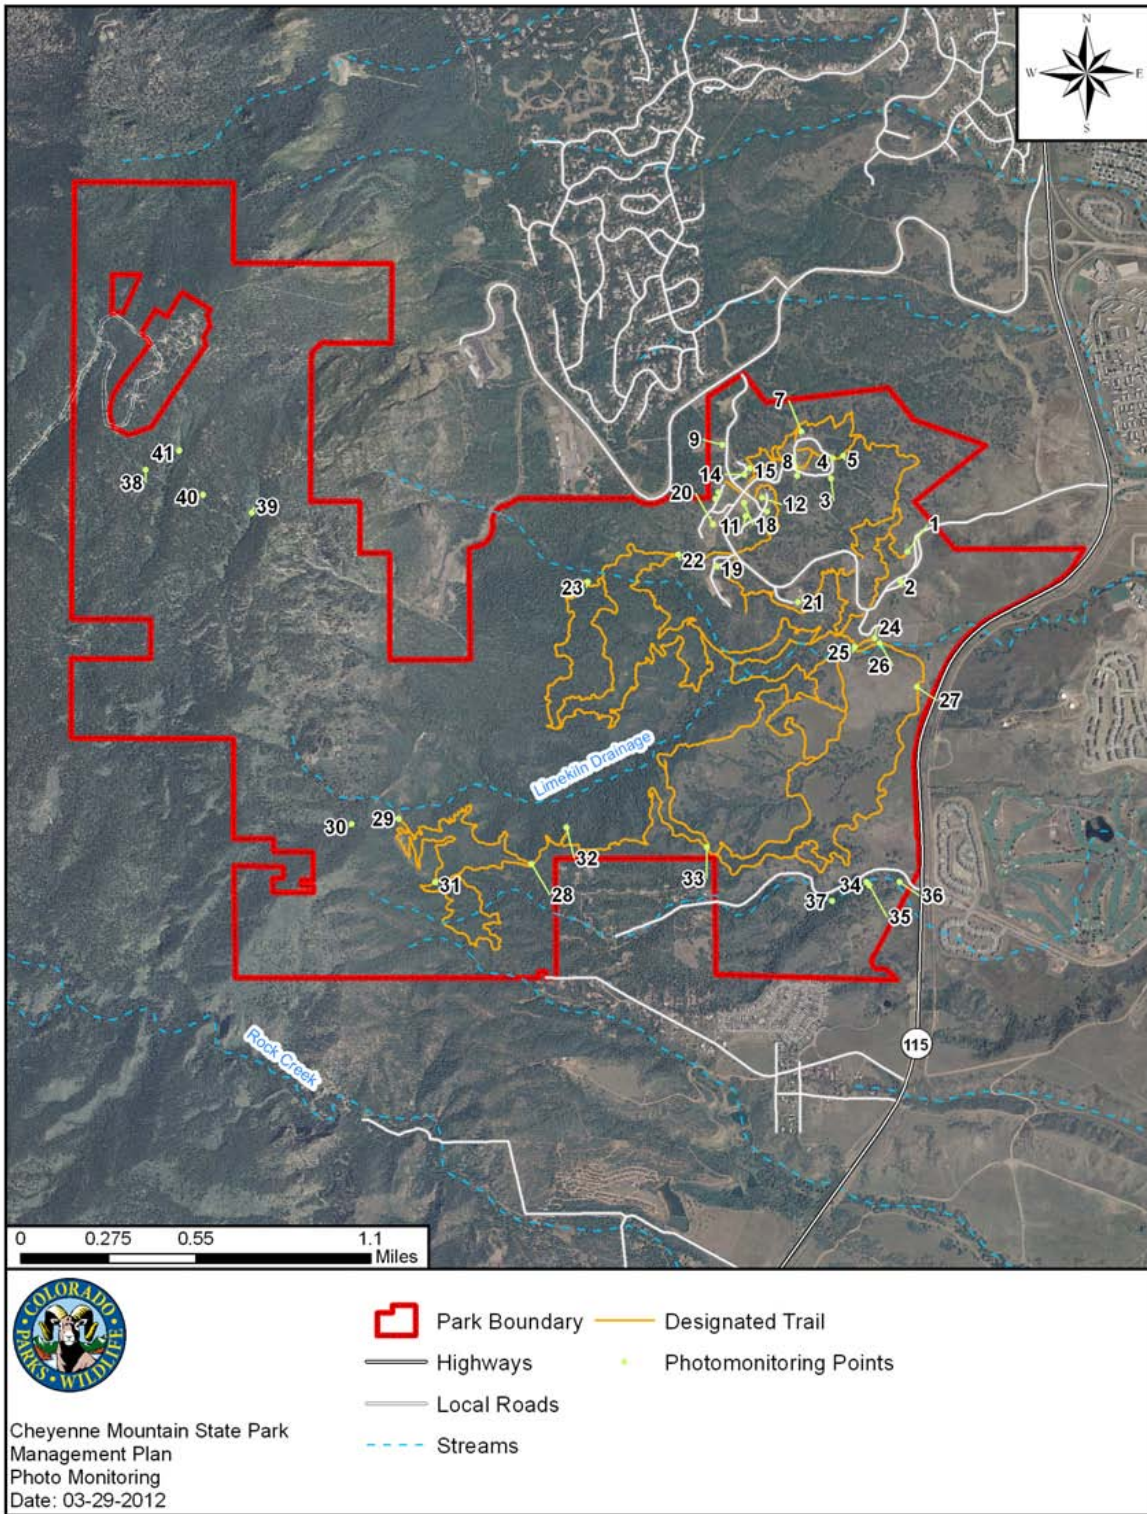 N
W E
S
7
9
8 4 5
14 15
3
20
12
11 18
1
22
19
2
23
21
24
25
26
27
41
38
40
39
Limekiln Drainage
29
30
32
31
28
33
34
36
37
35
Rock Creek
115
0 0.275 0.55 1.1
Miles
COLORADO
PARKS • WILDLIFE
Park Boundary
Designated Trail
Highways
Photomonitoring Points
Local Roads
Streams
Cheyenne Mountain State Park
Management Plan
Photo Monitoring
Date: 03-29-2012